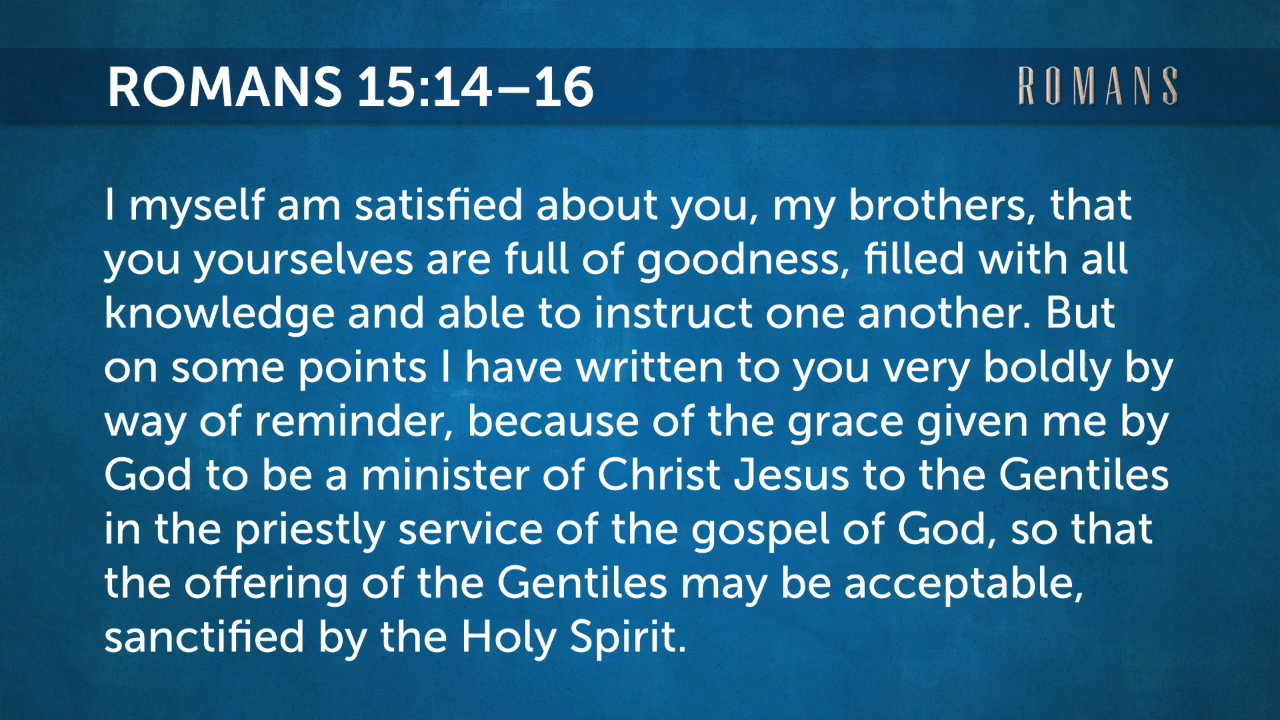 ROMANS 15:14–16
ROMANS
I myself am satisfied about you, my brothers, that
you yourselves are full of goodness, filled with all
knowledge and able to instruct one another. But
on some points I have written to you very boldly by
way of reminder, because of the grace given me by
God to be a minister of Christ Jesus to the Gentiles
in the priestly service of the gospel of God, so that
the offering of the Gentiles may be acceptable,
sanctified by the Holy Spirit.